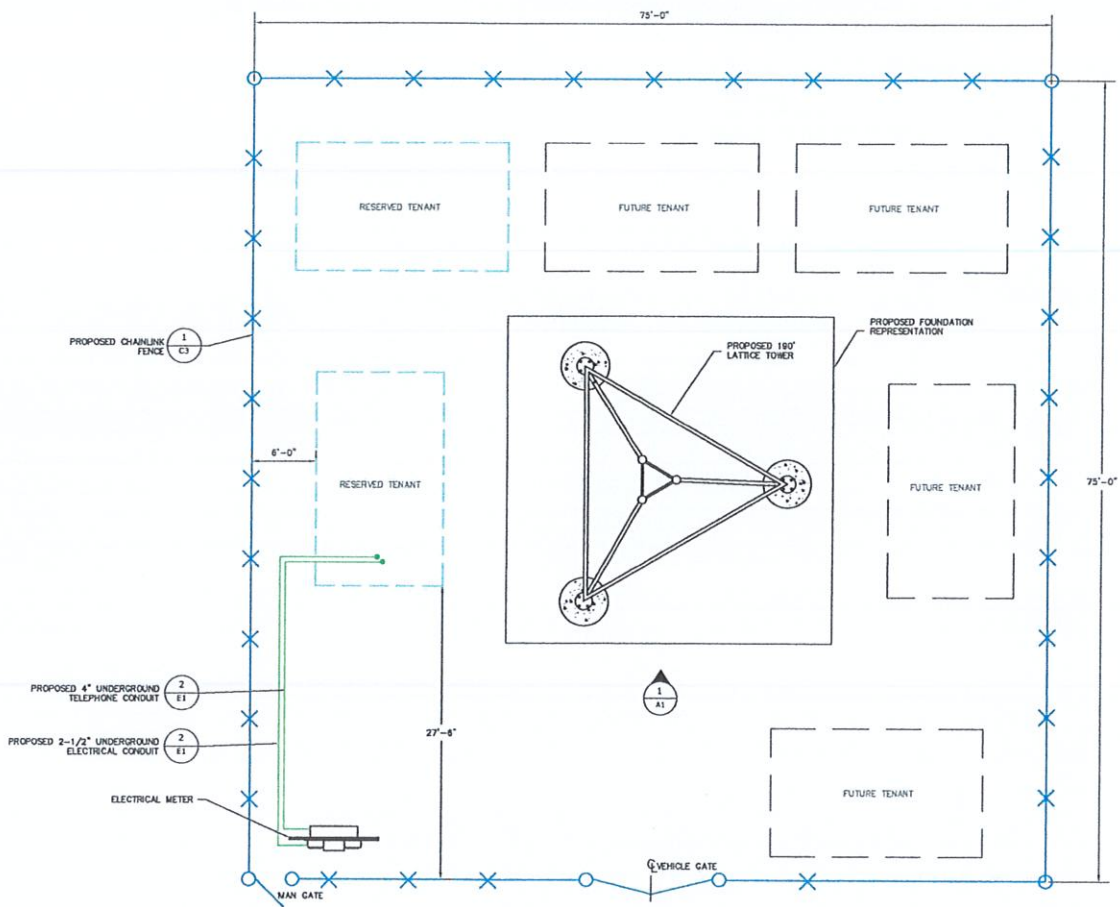 75'-0"
RESERVED TENANT
FUTURE TENANT
FUTURE TENANT
PROPOSED CHAINLINK
FENCE
1
C3
PROPOSED FOUNDATION
REPRESENTATION
PROPOSED 190'
LATTICE TOWER
6'-0"
RESERVED TENANT
FUTURE TENANT
75'-0"
PROPOSED 4" UNDERGROUND
TELEPHONE CONDUIT
2
E1
1
A1
PROPOSED 2-1/2" UNDERGROUND
ELECTRICAL CONDUIT
2
E1
27'-6"
ELECTRICAL METER
FUTURE TENANT
MAN GATE
℄ VEHICLE GATE